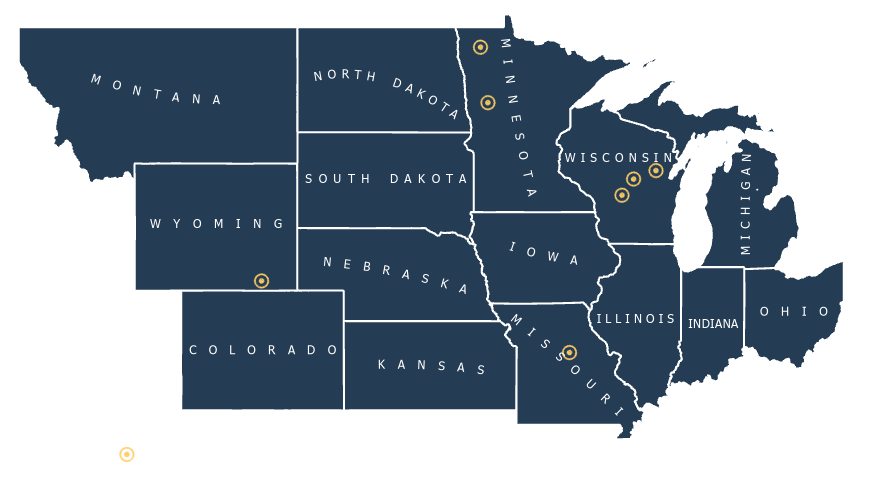 MINNESOTA
MONTANA
NORTH DAKOTA
WISCONSIN
MICHIGAN
SOUTH DAKOTA
WYOMING
IOWA
NEBRASKA
OHIO
MISSOURI
ILLINOIS
INDIANA
COLORADO
KANSAS